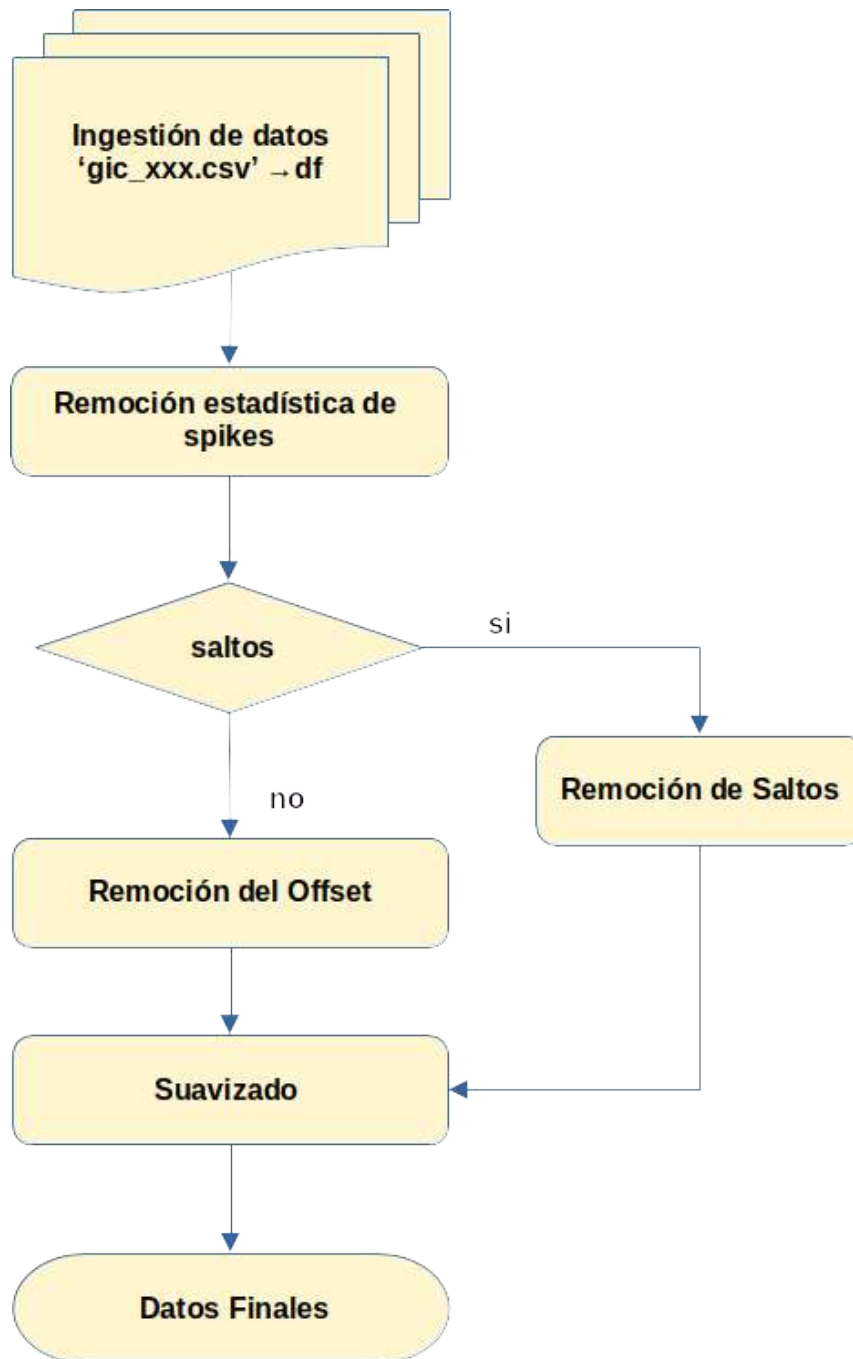 Ingestión de datos
‘gic_xxx.csv’ →df
Remoción estadística de
spikes
saltos
si
no
Remoción de Saltos
Remoción del Offset
Suavizado
Datos Finales